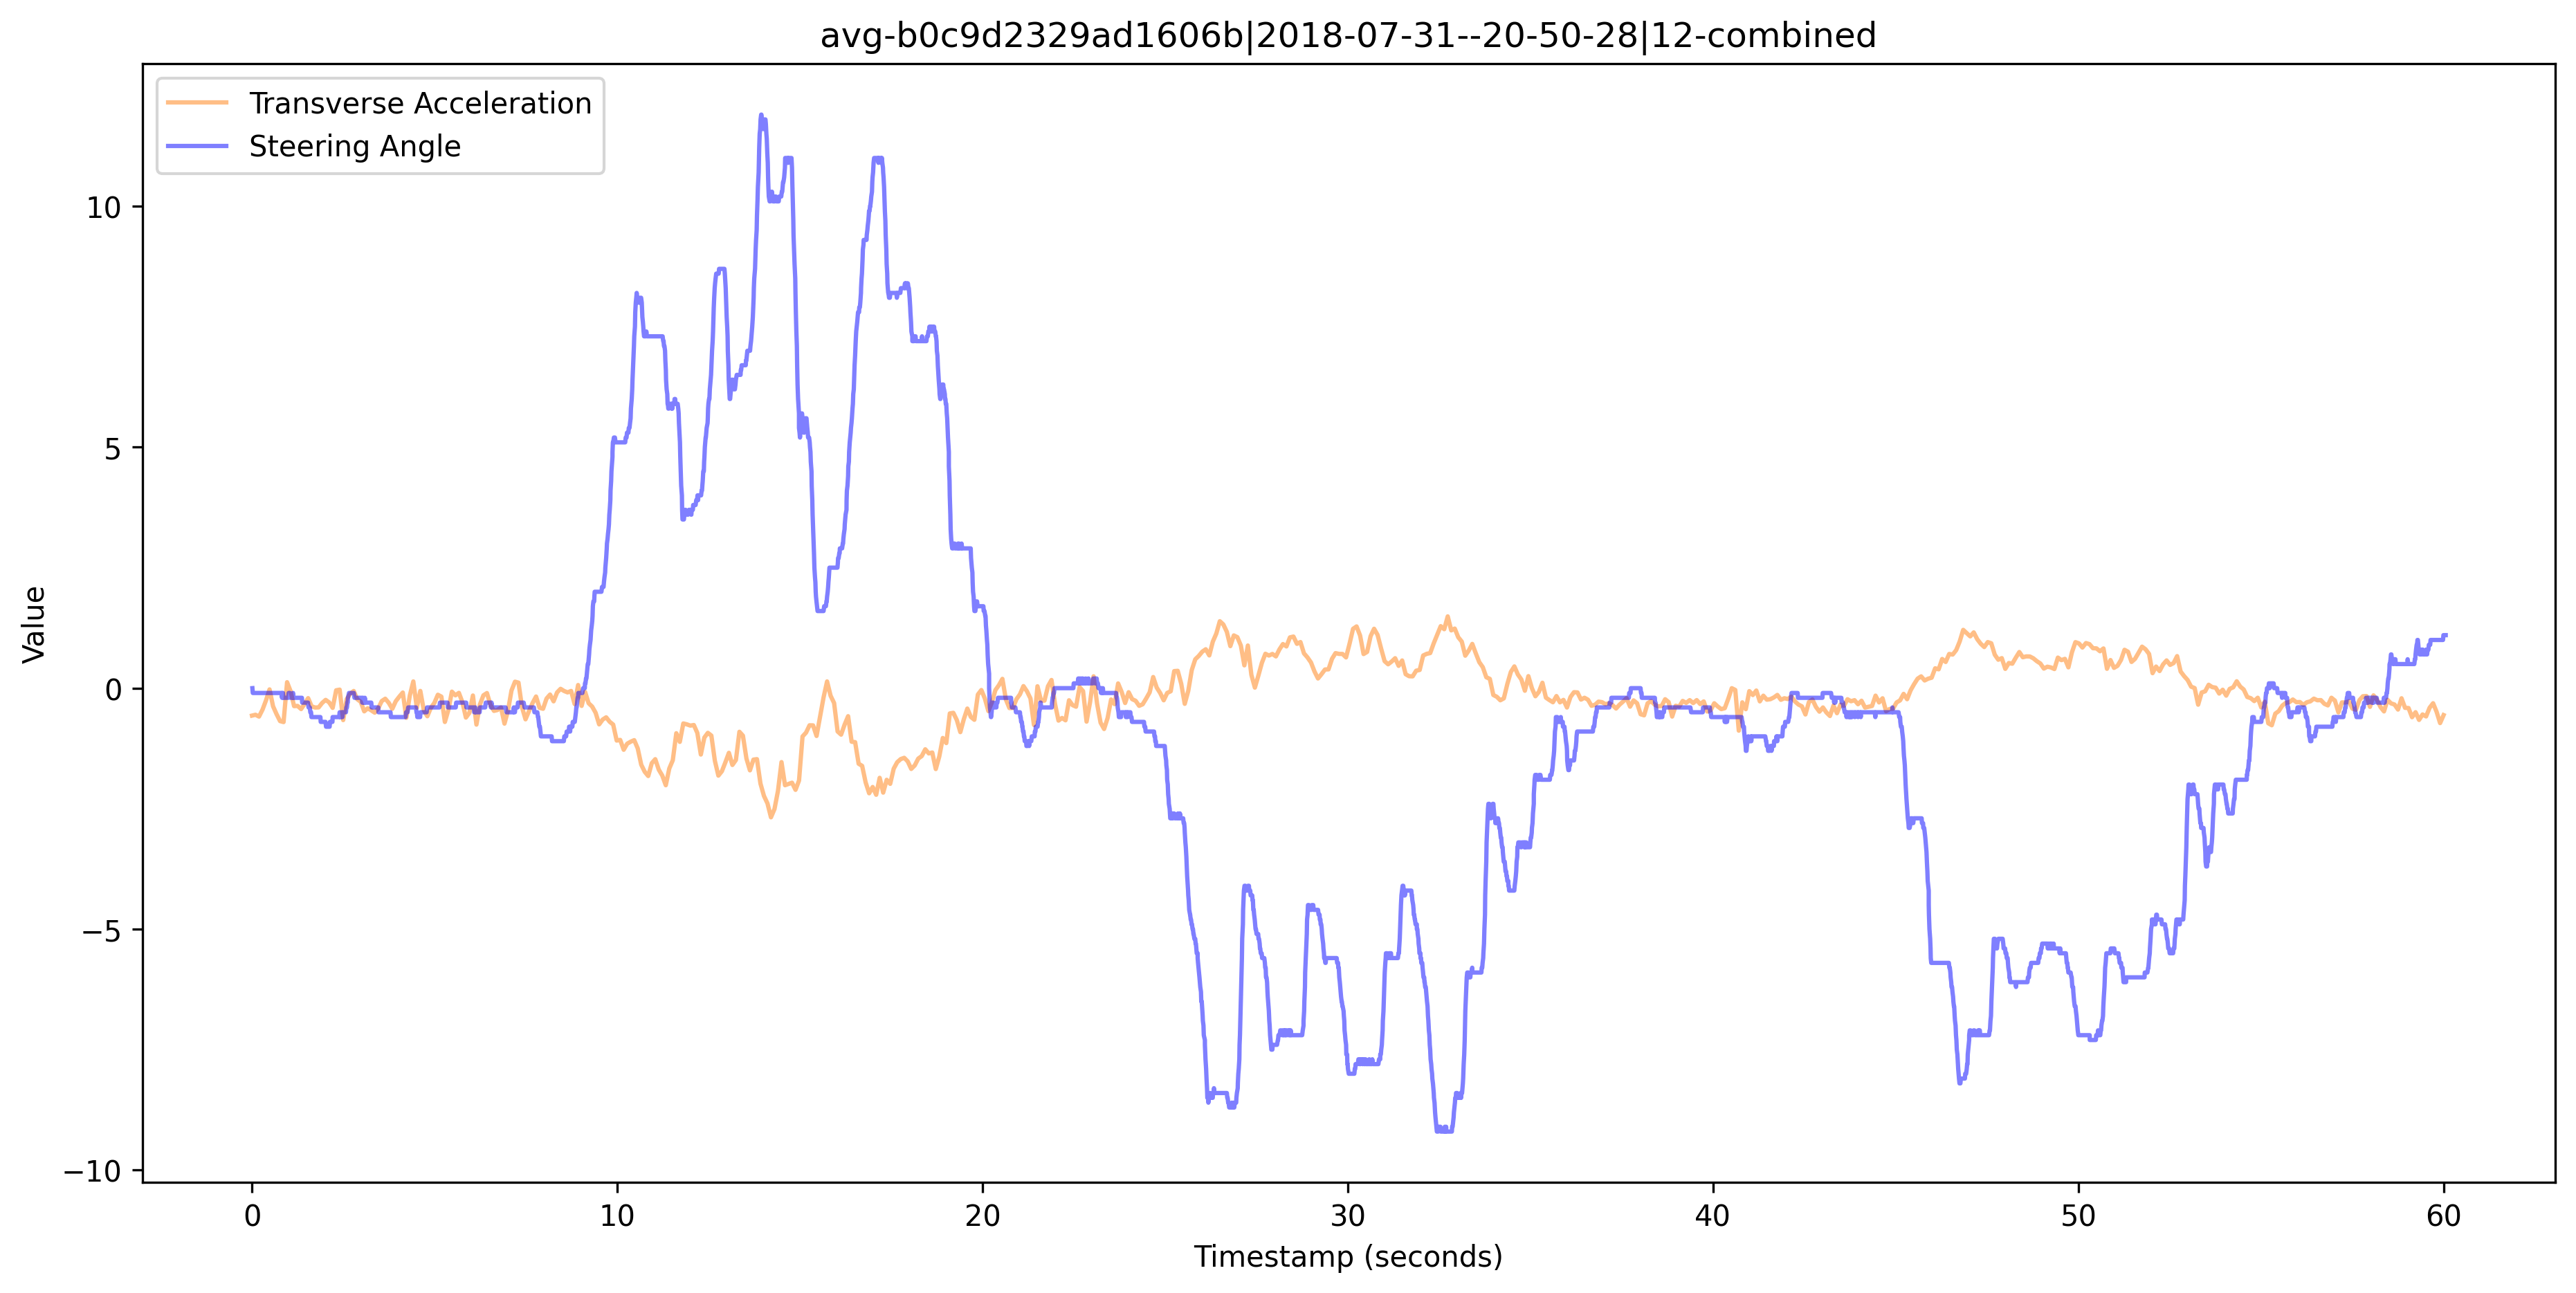 avg-b0c9d2329ad1606b|2018-07-31--20-50-28|12-combined
Transverse Acceleration
Steering Angle
Value
10
5
0
−5
−10
0 10 20 30 40 50 60
Timestamp (seconds)